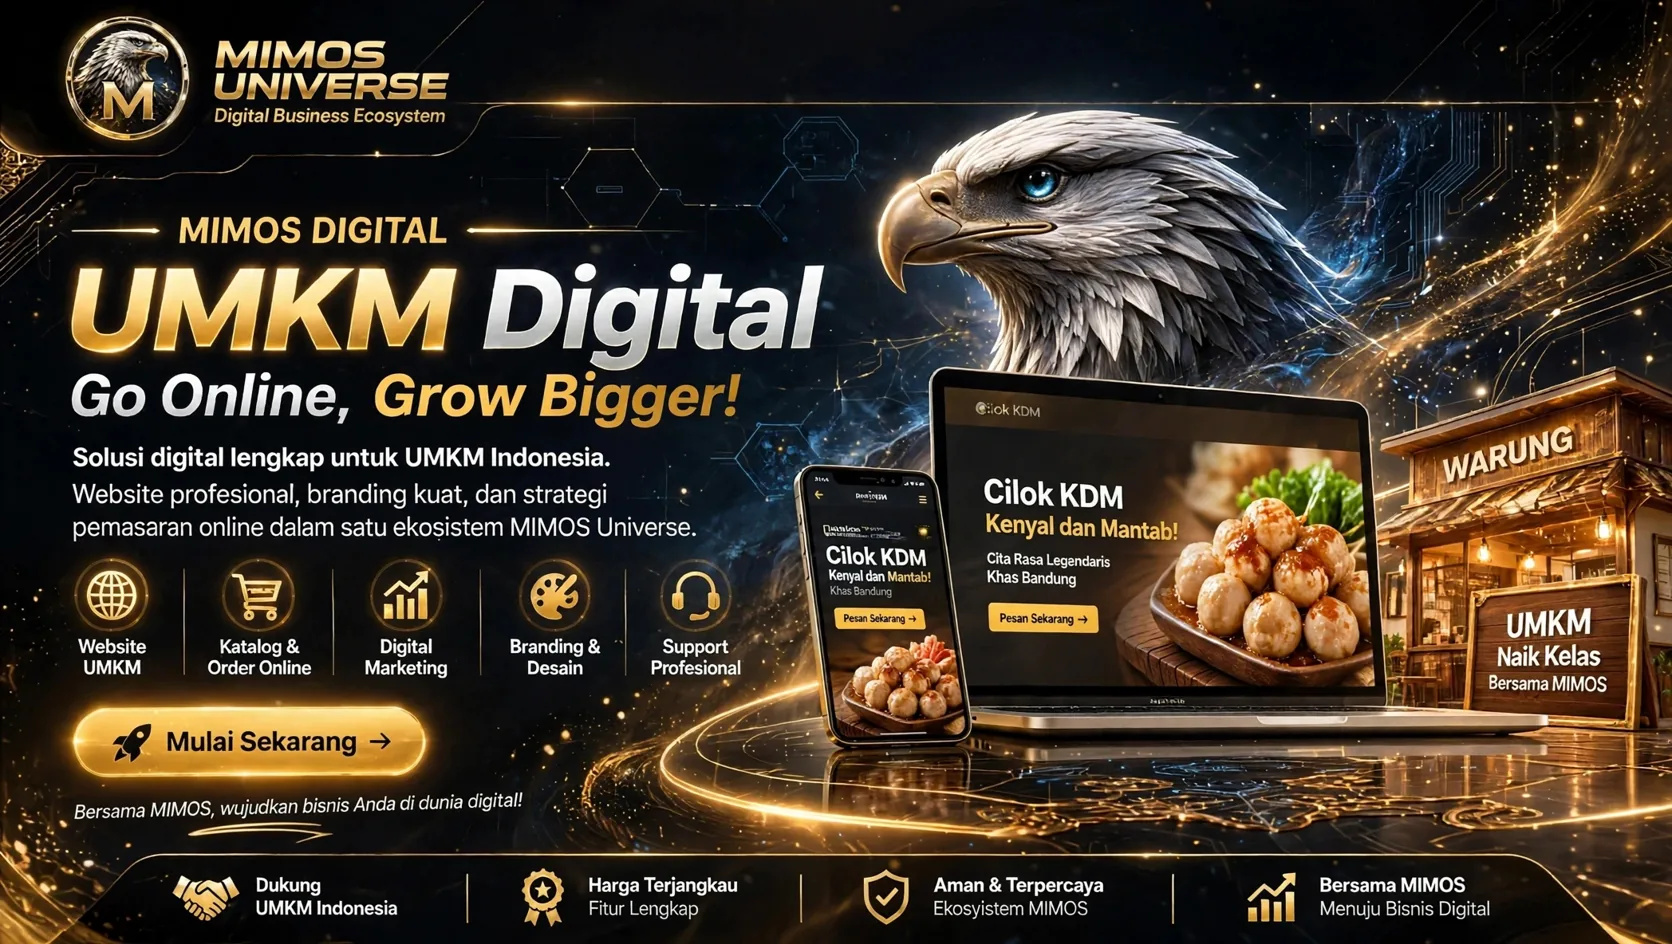 M
MIMOS
UNIVERSE
Digital Business Ecosystem
MIMOS DIGITAL
UMKM Digital
Go Online, Grow Bigger!
Solusi digital lengkap untuk UMKM Indonesia.
Website profesional, branding kuat, dan strategi
pemasaran online dalam satu ekosistem MIMOS Universe.
Website
UMKM
Katalog &
Order Online
Digital
Marketing
Branding &
Desain
Support
Profesional
Mulai Sekarang →
Bersama MIMOS, wujudkan bisnis Anda di dunia digital!
Cilok KDM
Kenyal dan Mantab!
Khas Bandung
Pesan Sekarang →
Cilok KDM
Cilok KDM
Kenyal dan Mantab!
Cita Rasa Legendaris
Khas Bandung
Pesan Sekarang →
WARUNG
UMKM
Naik Kelas
Bersama MIMOS
Dukung
UMKM Indonesia
Harga Terjangkau
Fitur Lengkap
Aman & Terpercaya
Ekosyistem MIMOS
Bersama MIMOS
Menuju Bisnis Digital